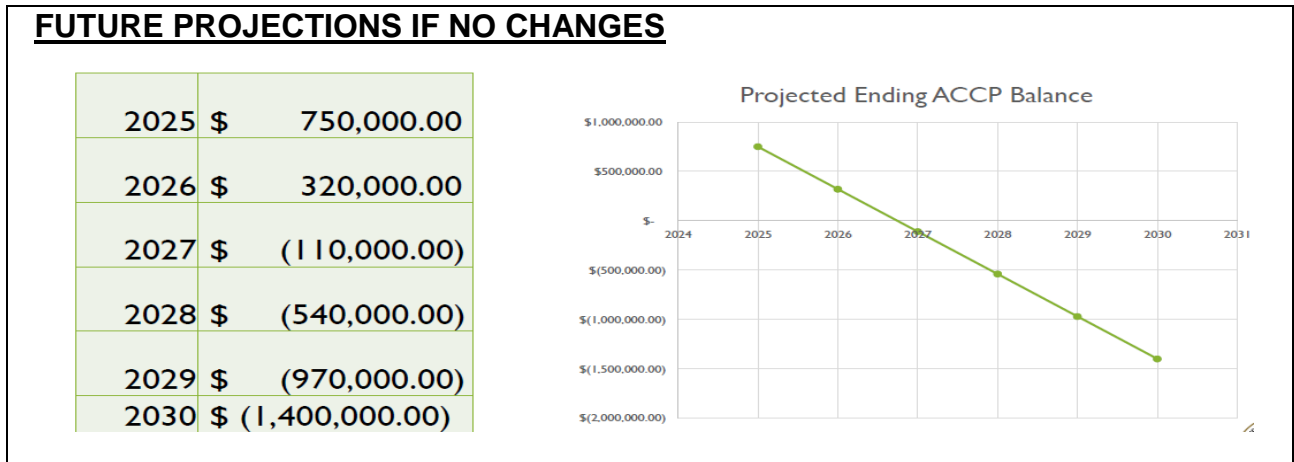 FUTURE PROJECTIONS IF NO CHANGES
2025 $ 750,000.00
2026 $ 320,000.00
2027 $ (110,000.00)
2028 $ (540,000.00)
2029 $ (970,000.00)
2030 $ (1,400,000.00)
Projected Ending ACCP Balance
$1,000,000.00
$500,000.00
$-
$(500,000.00)
$(1,000,000.00)
$(1,500,000.00)
$(2,000,000.00)
2024 2025 2026 2027 2028 2029 2030 2031